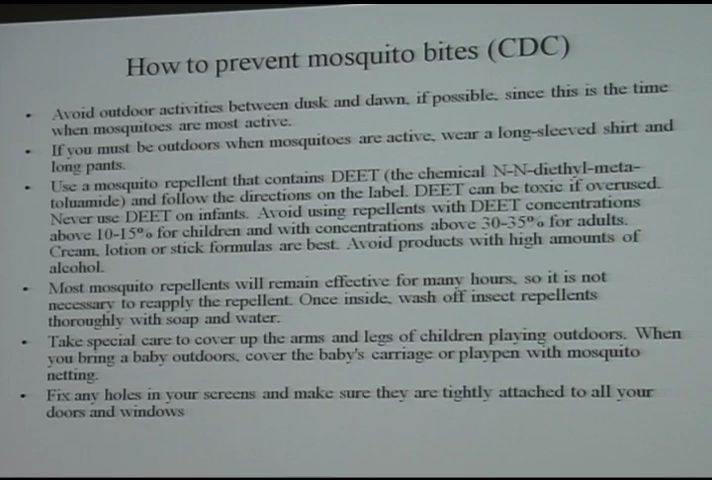 How to prevent mosquito bites (CDC)
• Avoid outdoor activities between dusk and dawn, if possible, since this is the time
when mosquitoes are most active.
• If you must be outdoors when mosquitoes are active, wear a long-sleeved shirt and
long pants.
• Use a mosquito repellent that contains DEET (the chemical N-N-diethyl-meta-
toluamide) and follow the directions on the label. DEET can be toxic if overused.
Never use DEET on infants. Avoid using repellents with DEET concentrations
above 10-15% for children and with concentrations above 30-35% for adults.
Cream, lotion or stick formulas are best. Avoid products with high amounts of
alcohol.
• Most mosquito repellents will remain effective for many hours, so it is not
necessary to reapply the repellent. Once inside, wash off insect repellents
thoroughly with soap and water.
• Take special care to cover up the arms and legs of children playing outdoors. When
you bring a baby outdoors, cover the baby's carriage or playpen with mosquito
netting.
• Fix any holes in your screens and make sure they are tightly attached to all your
doors and windows